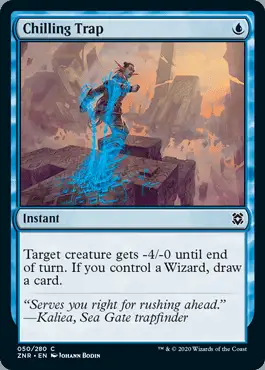 Chilling Trap
Instant
Target creature gets -4/-0 until end
of turn. If you control a Wizard, draw
a card.
“Serves you right for rushing ahead.”
—Kaliea, Sea Gate trapfinder
050/280 C
ZNR • EN Johann Bodin
™ & © 2020 Wizards of the Coast